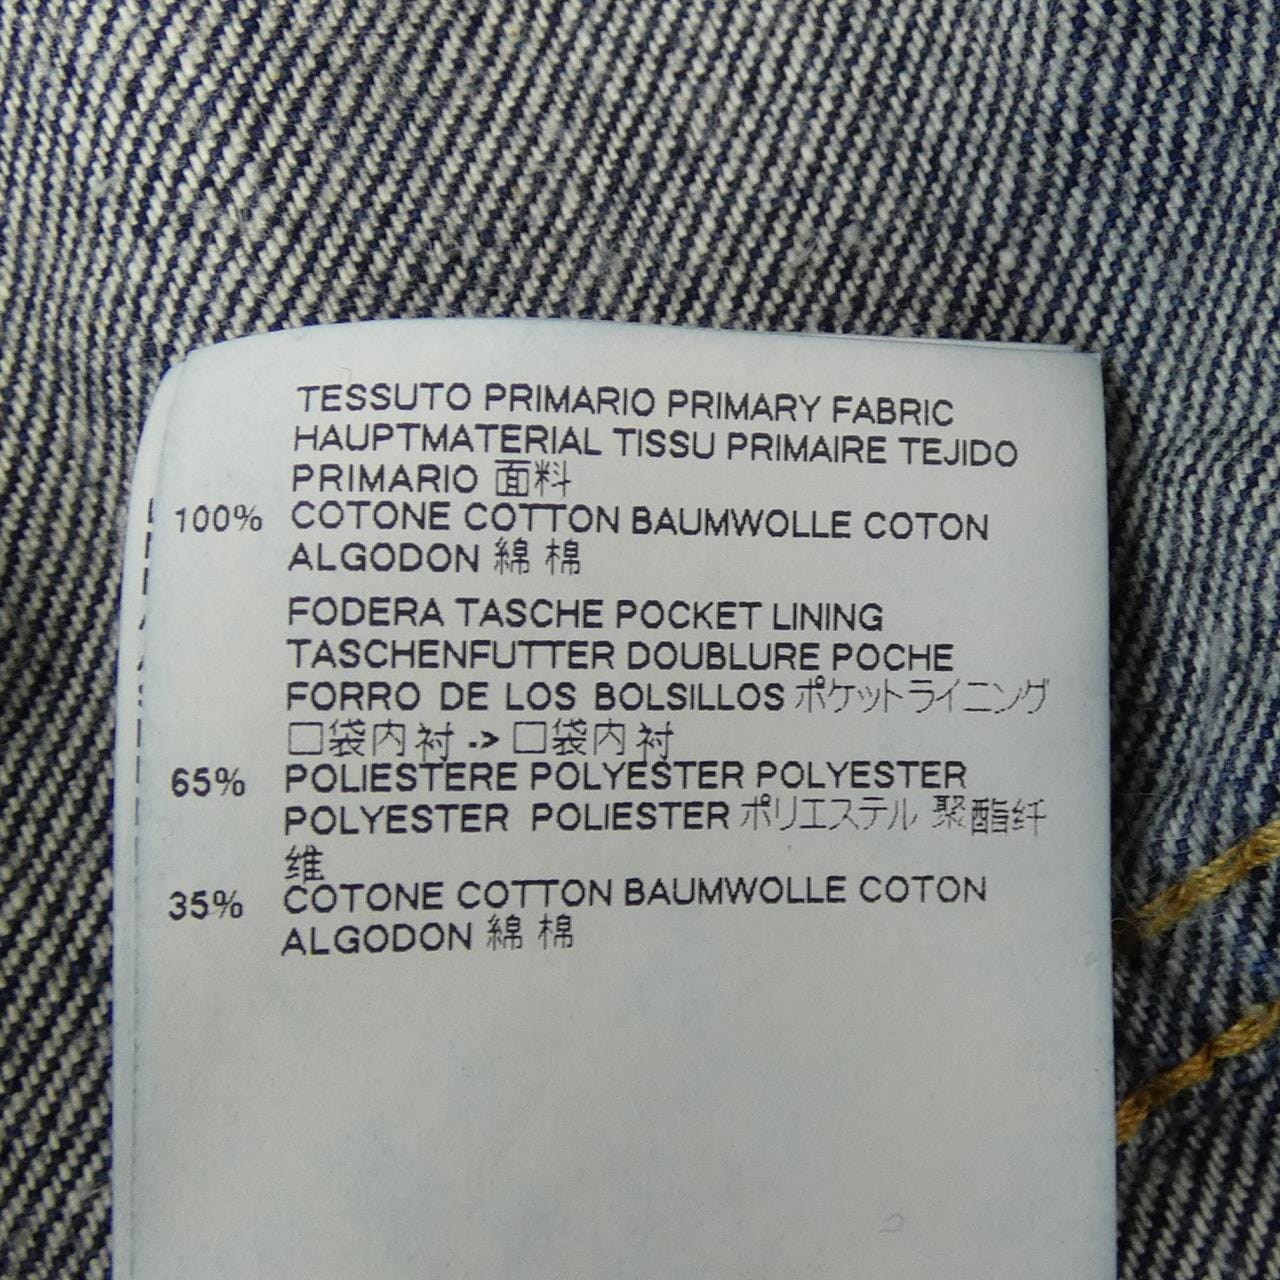 TESSUTO PRIMARIO PRIMARY FABRIC
HAUPTMATERIAL TISSU PRIMAIRE TEJIDO
PRIMARIO 面料
100% COTONE COTTON BAUMWOLLE COTON
ALGODON 綿 棉
FODERA TASCHE POCKET LINING
TASCHENFUTTER DOUBLURE POCHE
FORRO DE LOS BOLSILLOS ポケットライニング
口袋内衬 -> 口袋内衬
65% POLIESTERE POLYESTER POLYESTER
POLYESTER POLIESTER ポリエステル 聚酯纤
维
35% COTONE COTTON BAUMWOLLE COTON
ALGODON 綿 棉